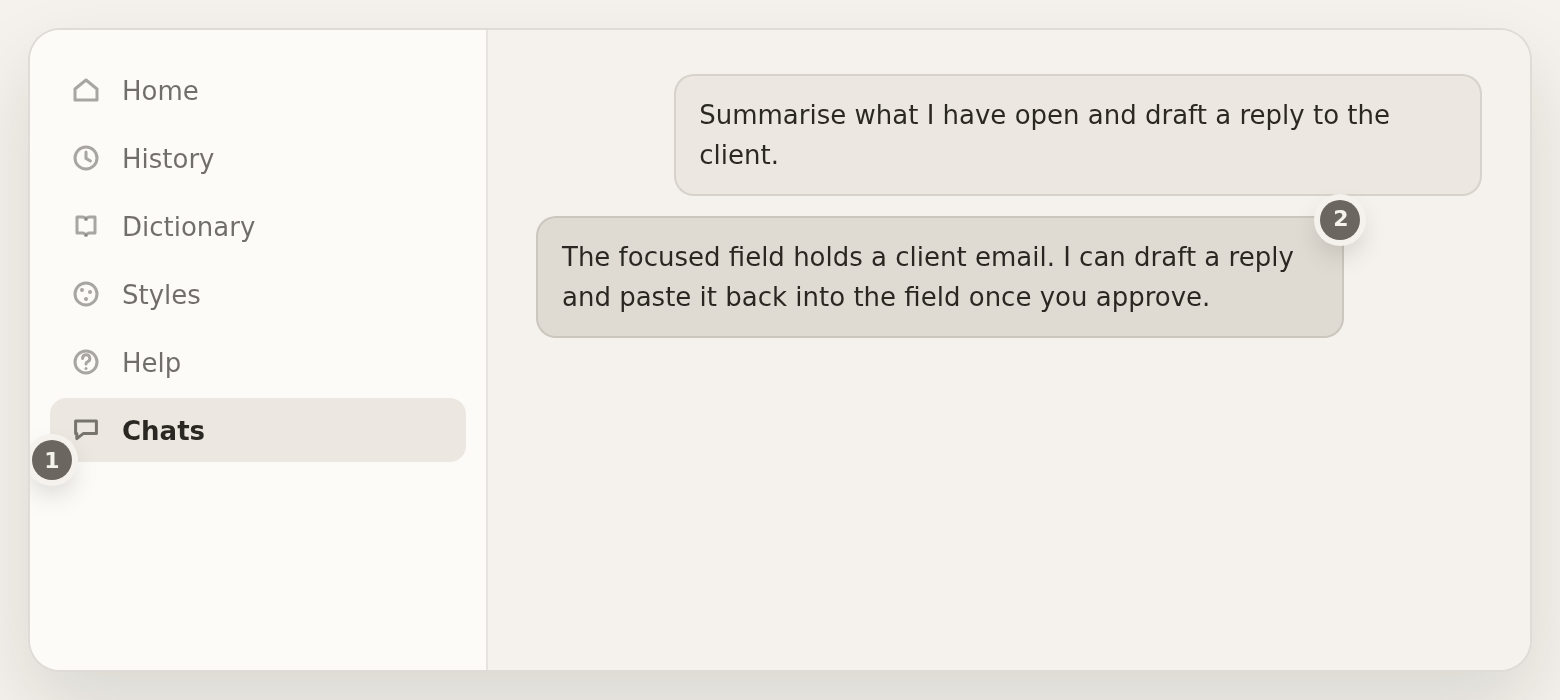 Home
History
Dictionary
Styles
Help
Chats
1
Summarise what I have open and draft a reply to the
client.
2
The focused field holds a client email. I can draft a reply
and paste it back into the field once you approve.